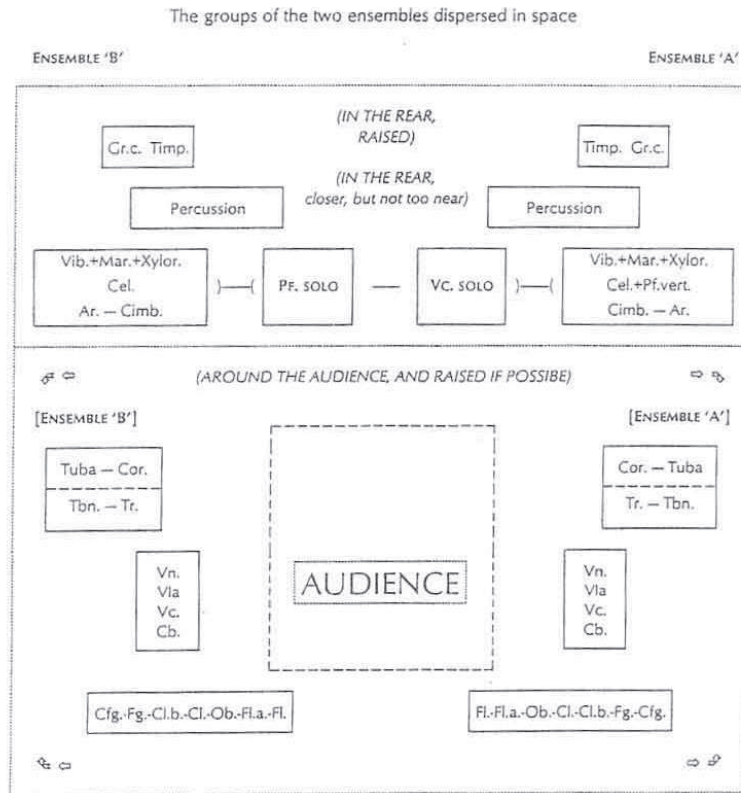 The groups of the two ensembles dispersed in space
ENSEMBLE 'B' ENSEMBLE 'A'
(IN THE REAR,
RAISED)
Gr.c. Timp. Timp. Gr.c.
(IN THE REAR,
closer, but not too near)
Percussion Percussion
Vib.+Mar.+Xylor. Vib.+Mar.+Xylor.
Cel. PF. SOLO — VC. SOLO Cel.+Pf.vert.
Ar. — Cimb. Cimb. — Ar.
(AROUND THE AUDIENCE, AND RAISED IF POSSIBE)
[ENSEMBLE 'B'] [ENSEMBLE 'A']
Tuba — Cor. Cor. — Tuba
Tbn. — Tr. Tr. — Tbn.
Vn. Vn.
Vla Vla
Vc. Vc.
Cb. Cb.
AUDIENCE
Cfg.-Fg.-Cl.b.-Cl.-Ob.-Fl.a.-Fl. Fl.-Fl.a.-Ob.-Cl.-Cl.b.-Fg.-Cfg.